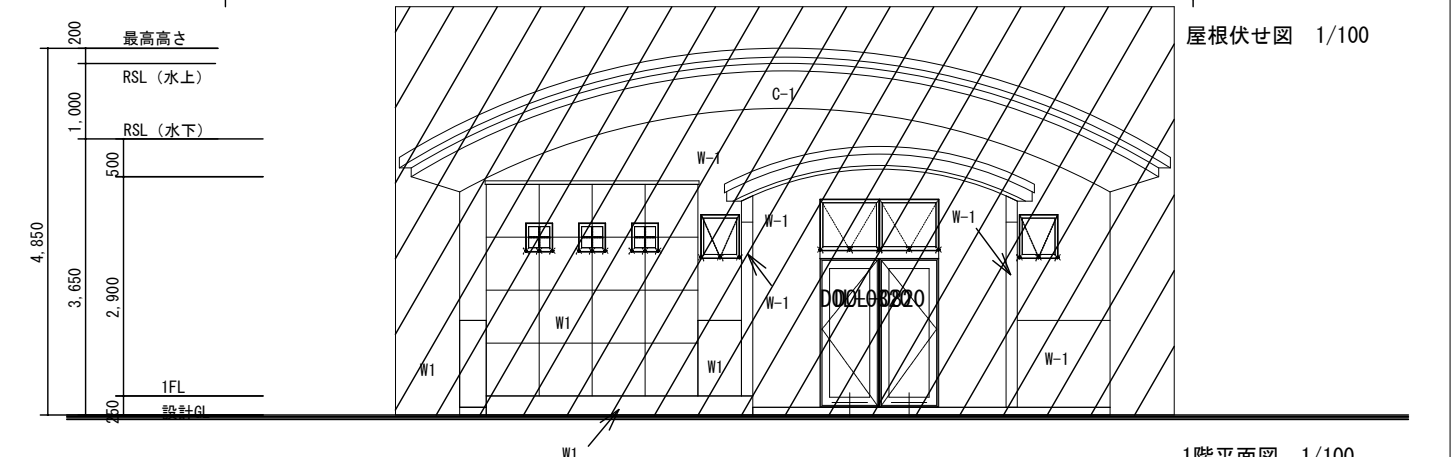 200
最高高さ
屋根伏せ図 1/100
RSL（水上）
C-1
1,000
RSL（水下）
W-1
500
W-1
W-1
4,850
3,650
2.900
W-1
W1
W-1
W1
W1
1FL
250
設計GL
W1
1階平面図 1/100